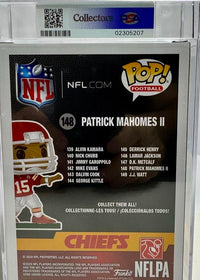 Collectors
02305207
NFL
NFL.COM
POP!
FOOTBALL
148 PATRICK MAHOMES II
139 ALVIN KAMARA
140 NICK CHUBB
141 JIMMY GAROPPOLO
142 MIKE EVANS
143 DALVIN COOK
144 GEORGE KITTLE
145 DERRICK HENRY
146 LAMAR JACKSON
147 D.K. METCALF
148 PATRICK MAHOMES II
149 J.J. WATT
15
COLLECT THEM ALL!
COLLECTIONNE-LES TOUS! / ¡COLECCIÓNALOS TODOS!
CHIEFS
NFLPA
Funko